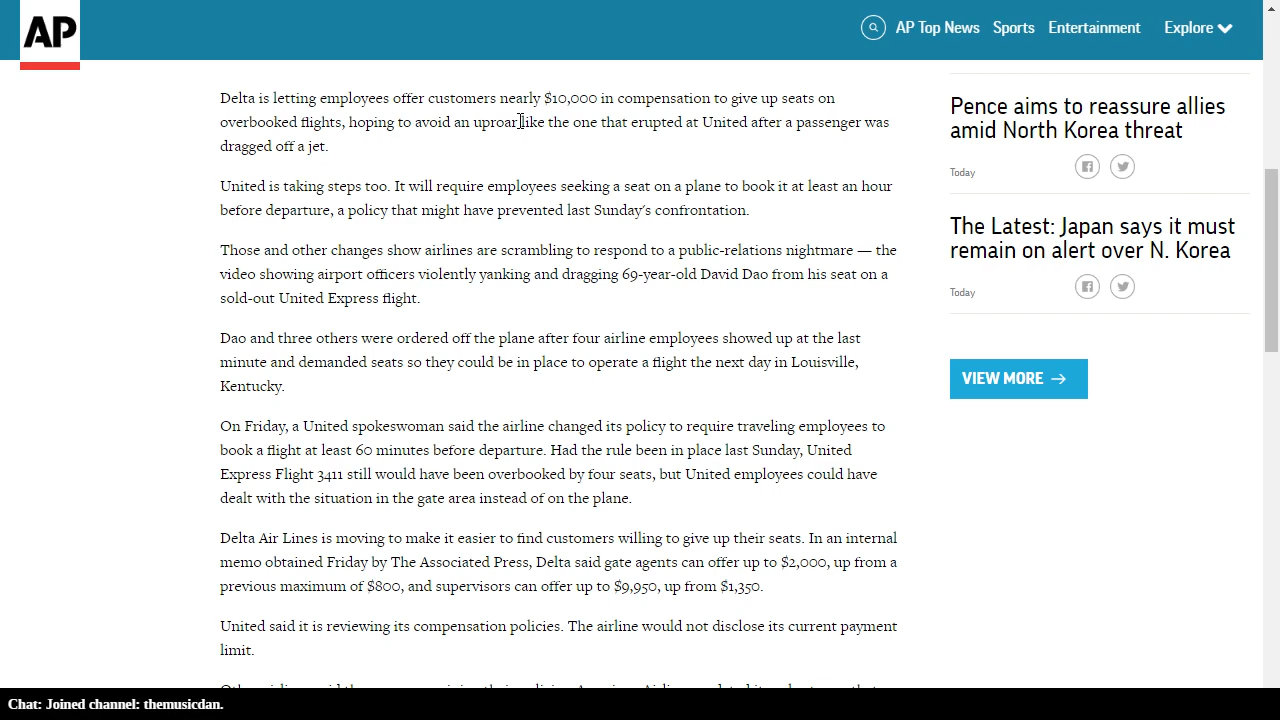 AP
AP Top News Sports Entertainment Explore
Delta is letting employees offer customers nearly $10,000 in compensation to give up seats on
overbooked flights, hoping to avoid an uproar like the one that erupted at United after a passenger was
dragged off a jet.
United is taking steps too. It will require employees seeking a seat on a plane to book it at least an hour
before departure, a policy that might have prevented last Sunday's confrontation.
Those and other changes show airlines are scrambling to respond to a public-relations nightmare — the
video showing airport officers violently yanking and dragging 69-year-old David Dao from his seat on a
sold-out United Express flight.
Dao and three others were ordered off the plane after four airline employees showed up at the last
minute and demanded seats so they could be in place to operate a flight the next day in Louisville,
Kentucky.
On Friday, a United spokeswoman said the airline changed its policy to require traveling employees to
book a flight at least 60 minutes before departure. Had the rule been in place last Sunday, United
Express Flight 3411 still would have been overbooked by four seats, but United employees could have
dealt with the situation in the gate area instead of on the plane.
Delta Air Lines is moving to make it easier to find customers willing to give up their seats. In an internal
memo obtained Friday by The Associated Press, Delta said gate agents can offer up to $2,000, up from a
previous maximum of $800, and supervisors can offer up to $9,950, up from $1,350.
United said it is reviewing its compensation policies. The airline would not disclose its current payment
limit.
Pence aims to reassure allies
amid North Korea threat
Today
The Latest: Japan says it must
remain on alert over N. Korea
Today
VIEW MORE →
Chat: Joined channel: themusicdan.